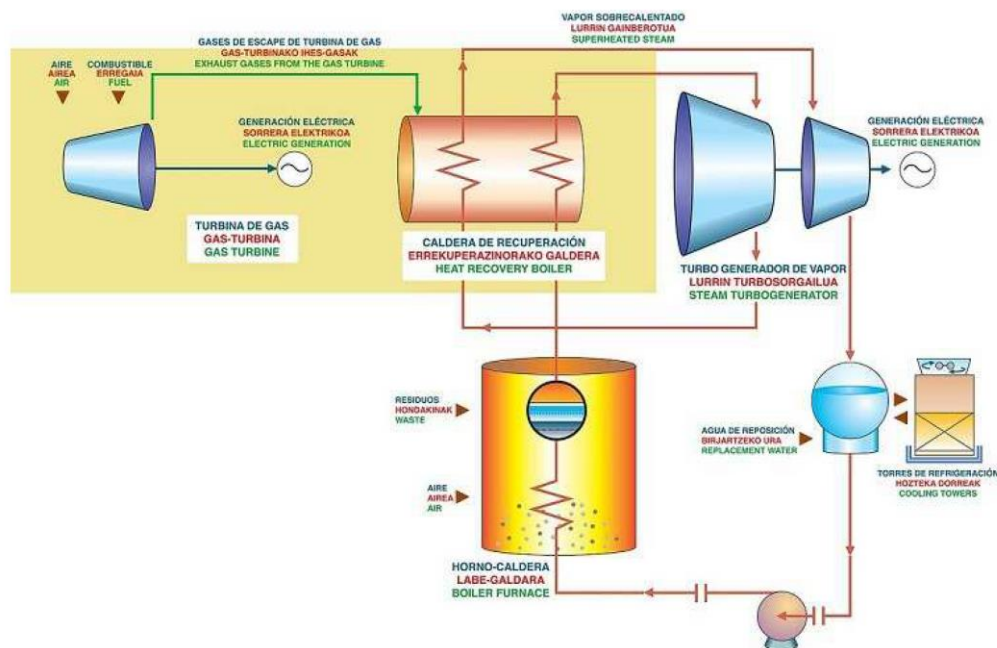 VAPOR SOBRECALENTADO
LURRIN GAINBEROTUA
SUPERHEATED STEAM
GASES DE ESCAPE DE TURBINA DE GAS
GAS-TURBINAKO IHES-GASAK
EXHAUST GASES FROM THE GAS TURBINE
AIRE
AIREA
AIR
COMBUSTIBLE
ERREGAIA
FUEL
GENERACIÓN ELÉCTRICA
SORRERA ELEKTRIKOA
ELECTRIC GENERATION
GENERACIÓN ELÉCTRICA
SORRERA ELEKTRIKOA
ELECTRIC GENERATION
TURBINA DE GAS
GAS-TURBINA
GAS TURBINE
CALDERA DE RECUPERACIÓN
ERREKUPERAZINORAKO GALDERA
HEAT RECOVERY BOILER
TURBO GENERADOR DE VAPOR
LURRIN TURBOSORGAILUA
STEAM TURBOGENERATOR
RESIDUOS
HONDAKINAK
WASTE
AGUA DE REPOSICIÓN
BIRJARTZEKO URA
REPLACEMENT WATER
TORRES DE REFRIGERACIÓN
HOZTEKA DORREAK
COOLING TOWERS
AIRE
AIREA
AIR
HORNO-CALDERA
LABE-GALDARA
BOILER FURNACE